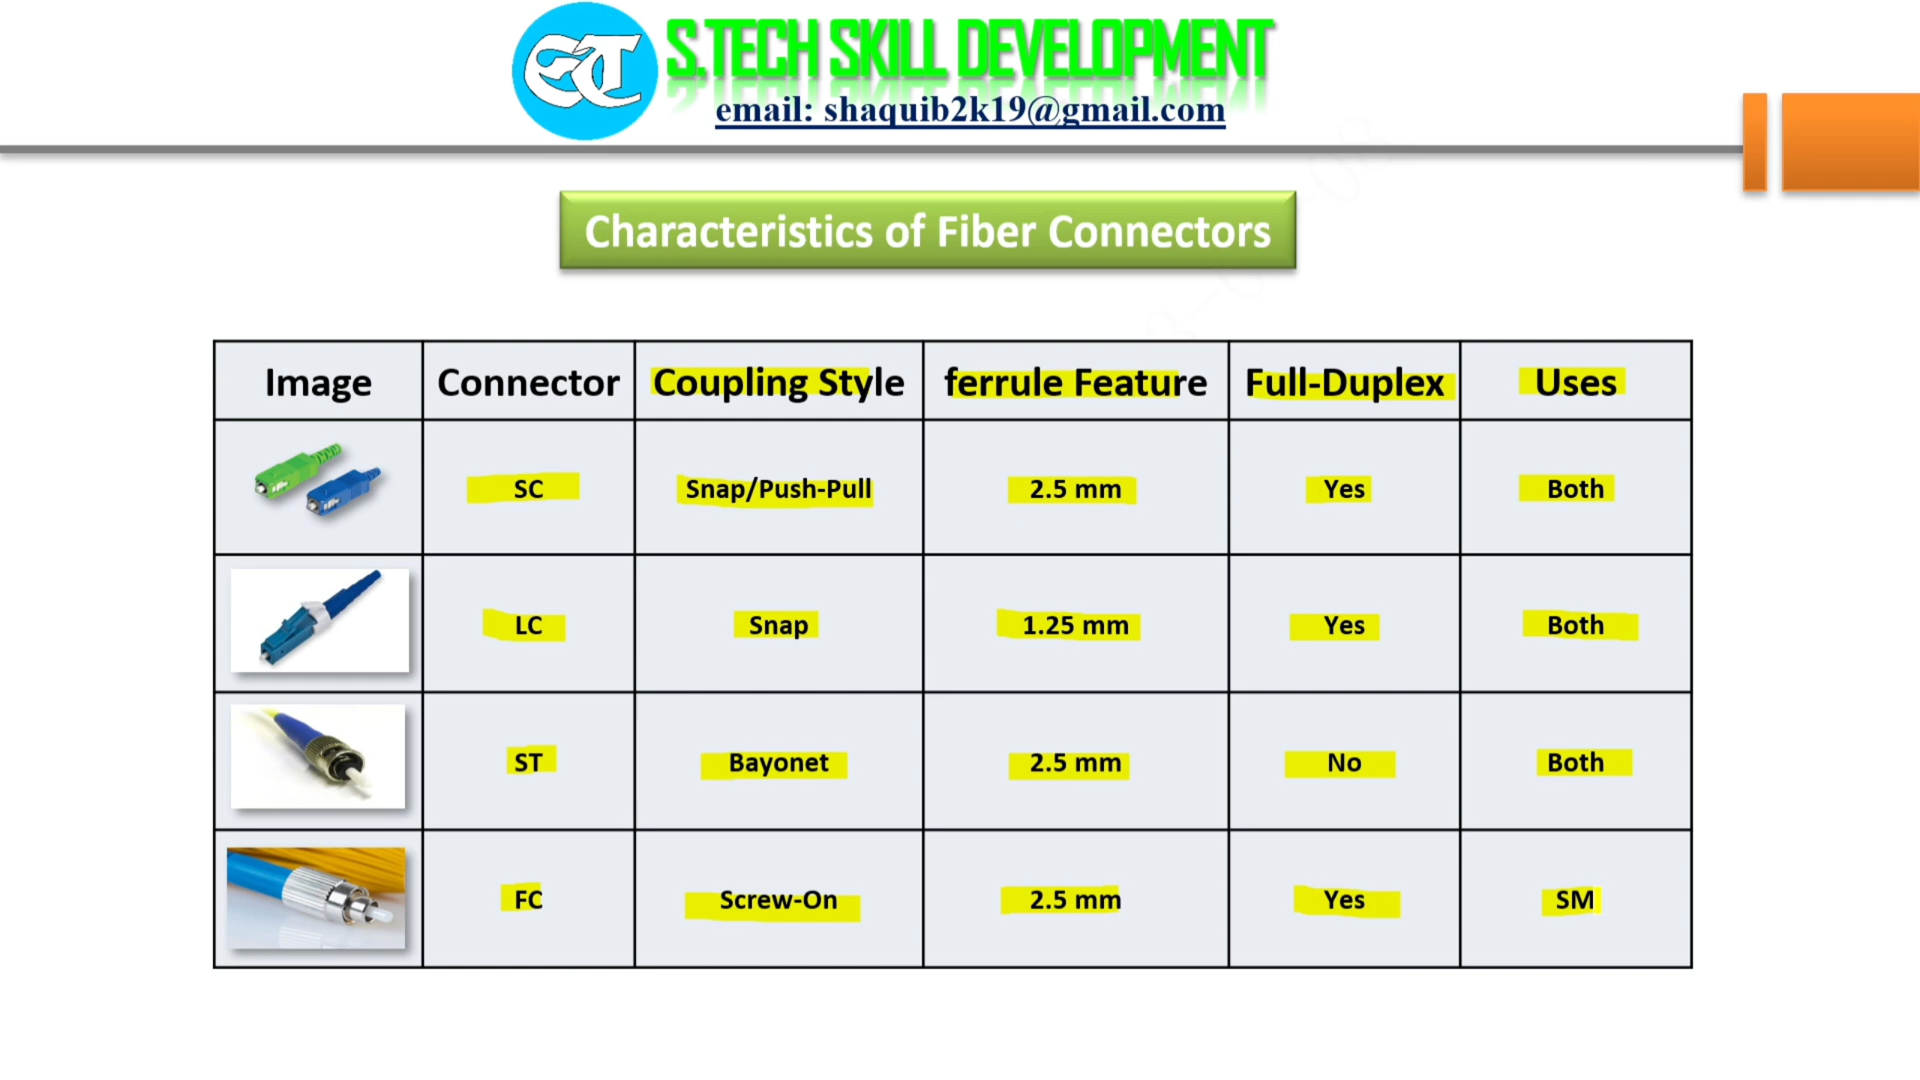 S.TECH SKILL DEVELOPMENT
email: shaquib2k19@gmail.com
Characteristics of Fiber Connectors
Image Connector Coupling Style ferrule Feature Full-Duplex Uses
SC Snap/Push-Pull 2.5 mm Yes Both
LC Snap 1.25 mm Yes Both
ST Bayonet 2.5 mm No Both
FC Screw-On 2.5 mm Yes SM